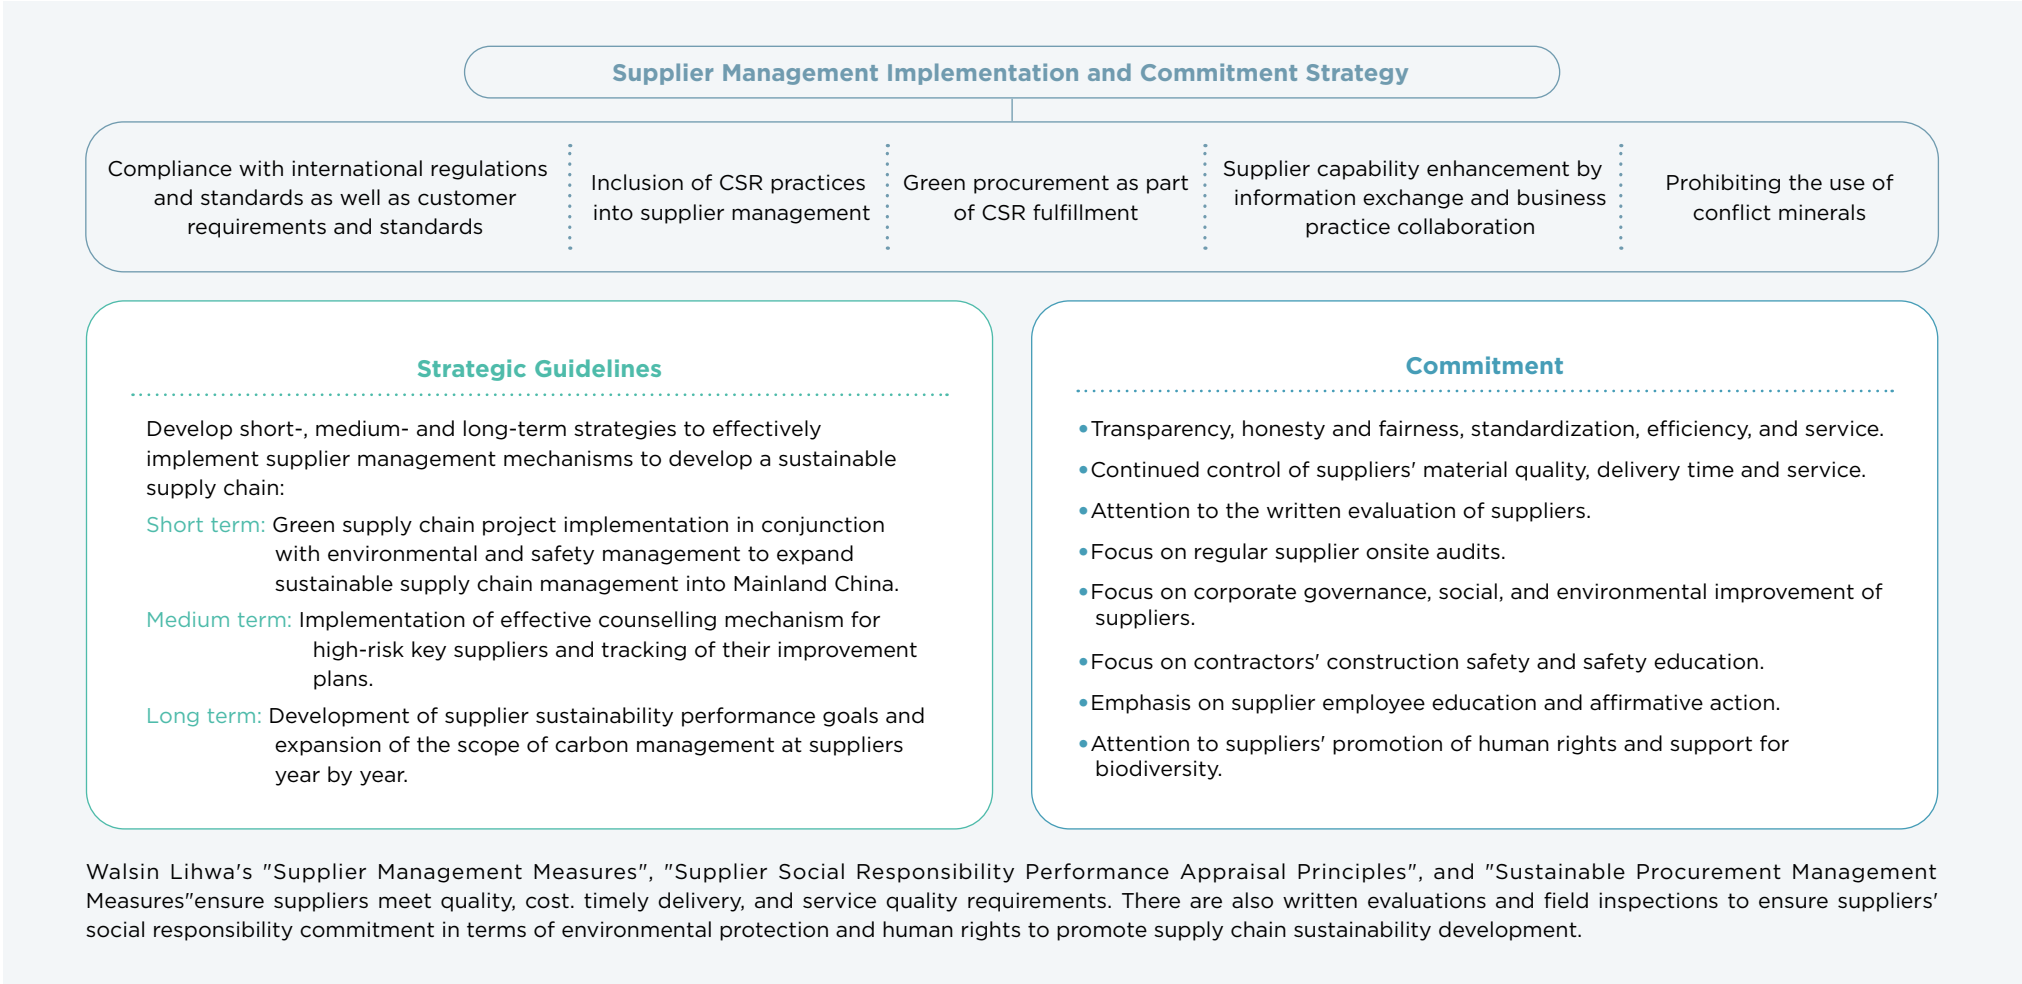 Supplier Management Implementation and Commitment Strategy
Compliance with international regulations
and standards as well as customer
requirements and standards
Inclusion of CSR practices
into supplier management
Green procurement as part
of CSR fulfillment
Supplier capability enhancement by
information exchange and business
practice collaboration
Prohibiting the use of
conflict minerals
Strategic Guidelines
Develop short-, medium- and long-term strategies to effectively
implement supplier management mechanisms to develop a sustainable
supply chain:
Short term: Green supply chain project implementation in conjunction
with environmental and safety management to expand
sustainable supply chain management into Mainland China.
Medium term: Implementation of effective counselling mechanism for
high-risk key suppliers and tracking of their improvement
plans.
Long term: Development of supplier sustainability performance goals and
expansion of the scope of carbon management at suppliers
year by year.
Commitment
•Transparency, honesty and fairness, standardization, efficiency, and service.
•Continued control of suppliers' material quality, delivery time and service.
•Attention to the written evaluation of suppliers.
•Focus on regular supplier onsite audits.
•Focus on corporate governance, social, and environmental improvement of
suppliers.
•Focus on contractors' construction safety and safety education.
•Emphasis on supplier employee education and affirmative action.
•Attention to suppliers' promotion of human rights and support for
biodiversity.
Walsin Lihwa's "Supplier Management Measures", "Supplier Social Responsibility Performance Appraisal Principles", and "Sustainable Procurement Management
Measures"ensure suppliers meet quality, cost. timely delivery, and service quality requirements. There are also written evaluations and field inspections to ensure suppliers'
social responsibility commitment in terms of environmental protection and human rights to promote supply chain sustainability development.